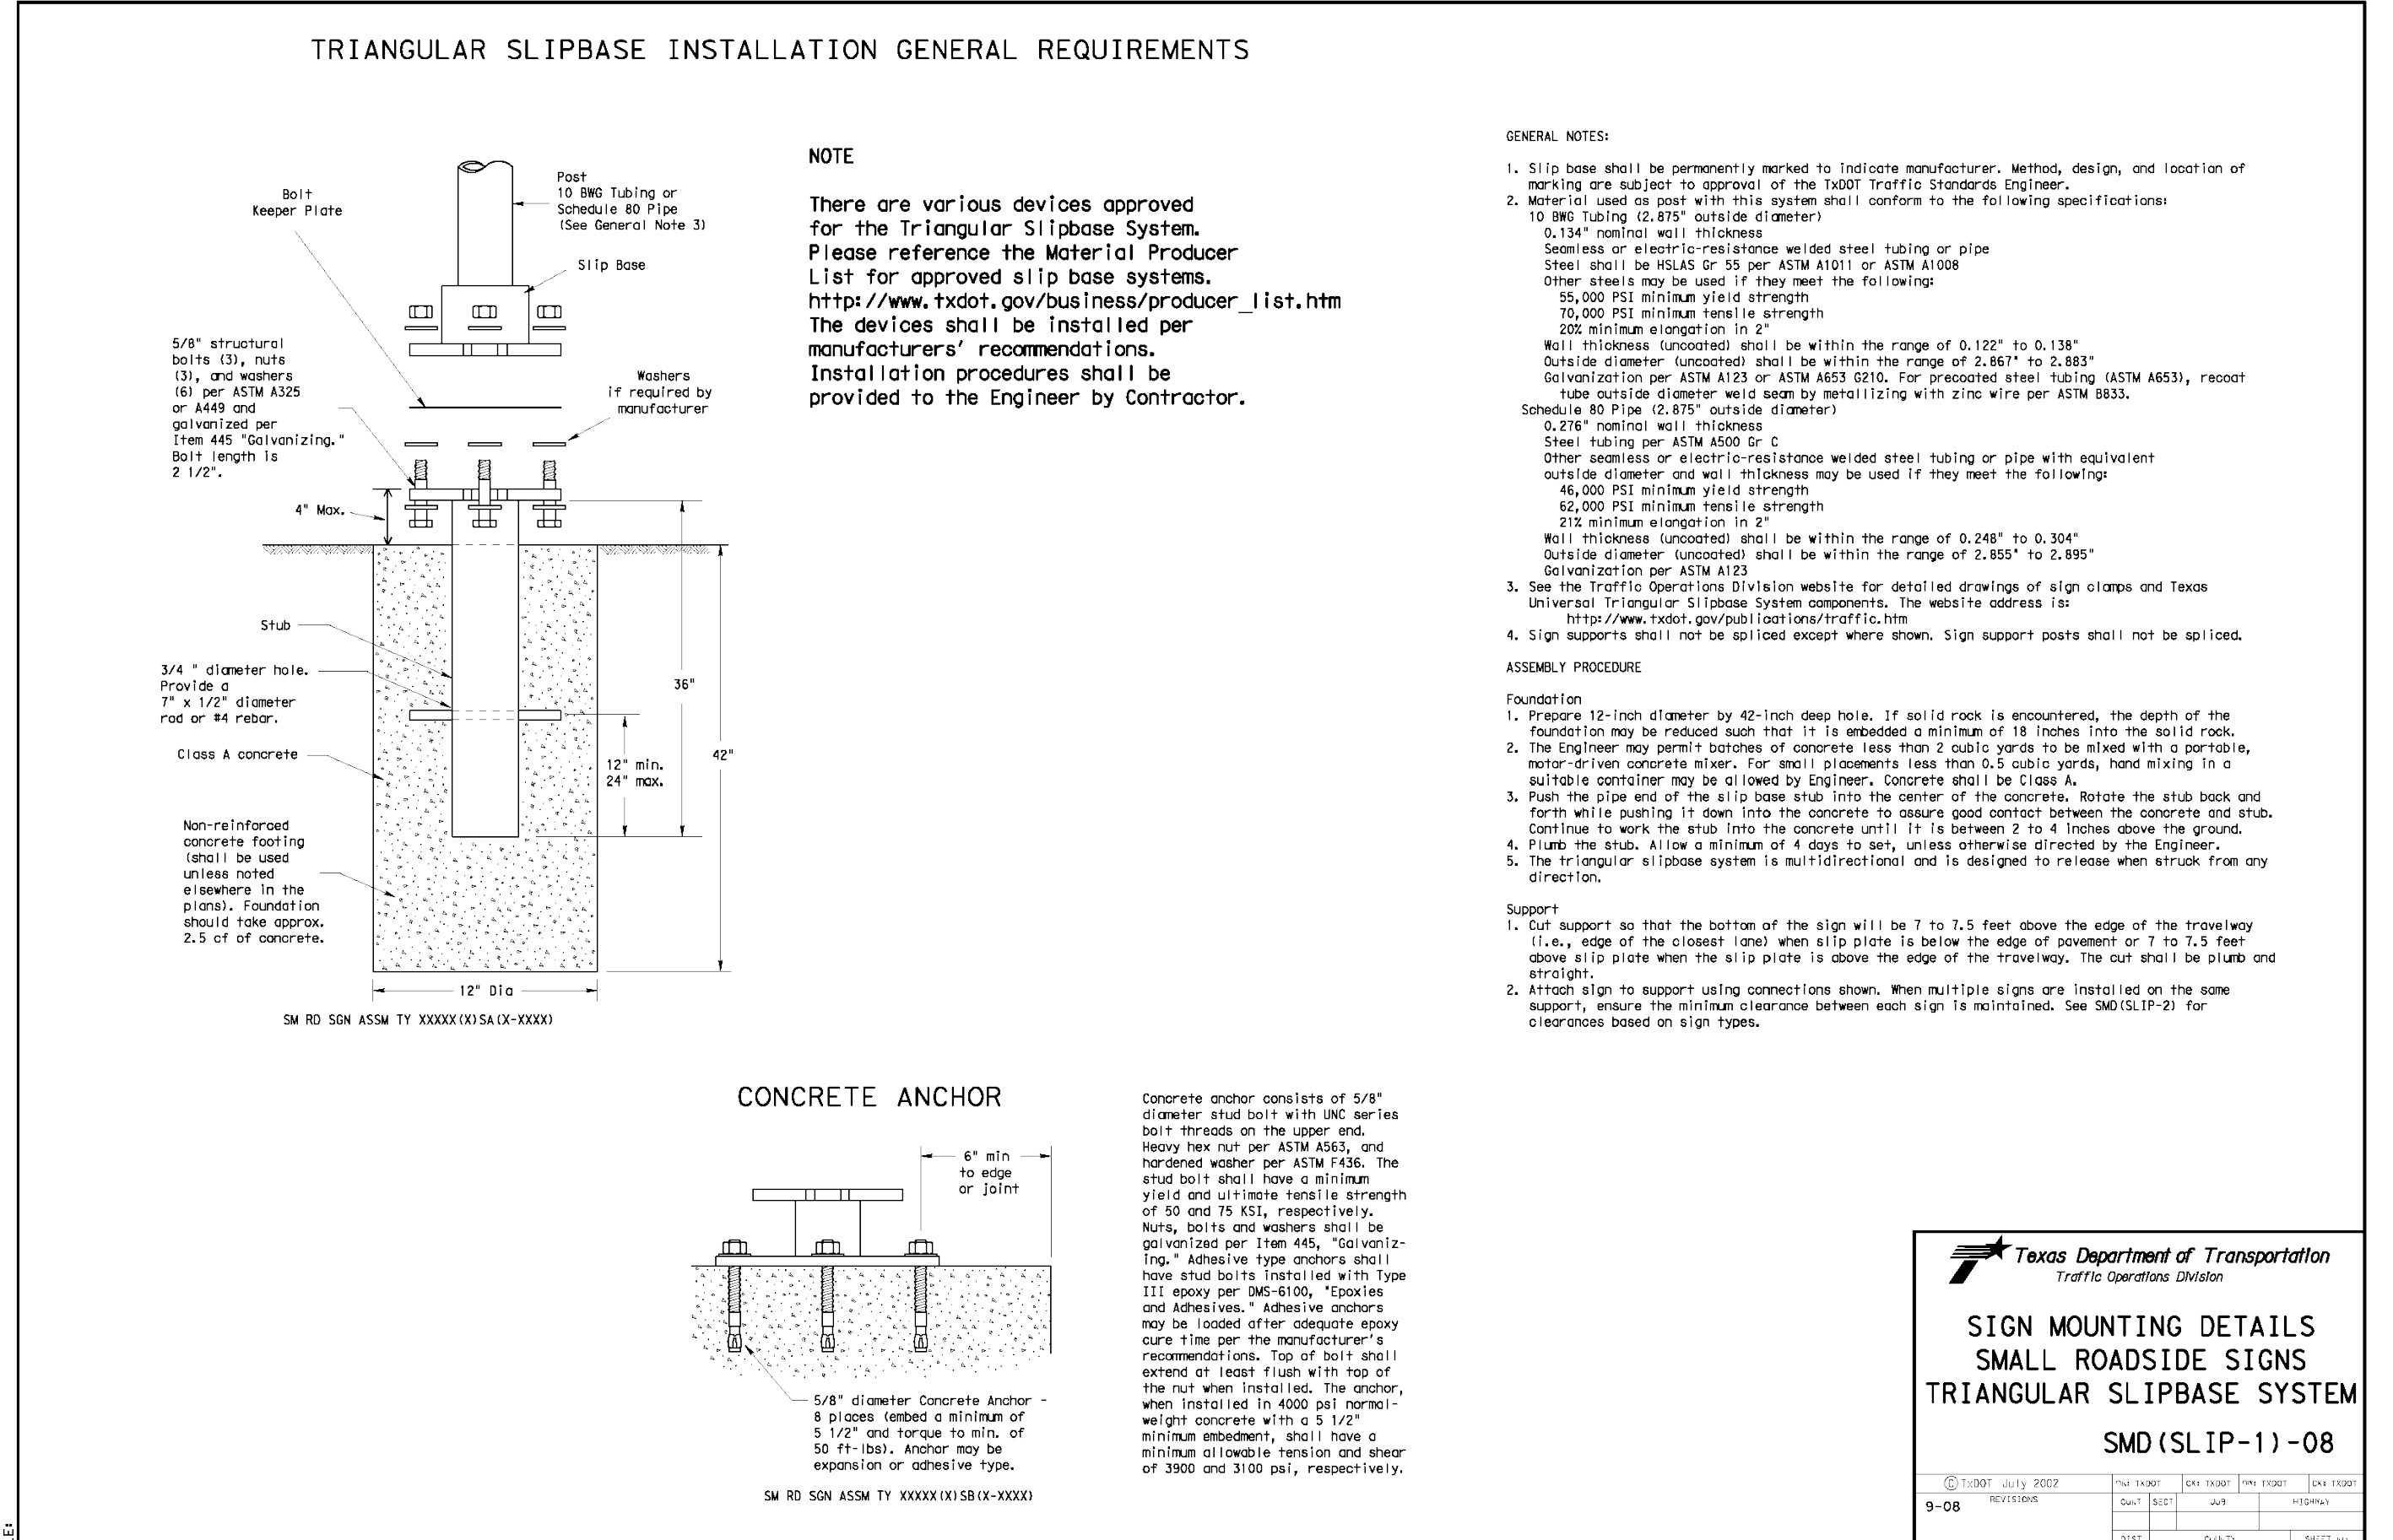 TRIANGULAR SLIPBASE INSTALLATION GENERAL REQUIREMENTS
Bolt
Keeper Plate
Post
10 BWG Tubing or
Schedule 80 Pipe
(See General Note 3)
Slip Base
5/8" structural
bolts (3), nuts
(3), and washers
(6) per ASTM A325
or A449 and
galvanized per
Item 445 "Galvanizing."
Bolt length is
2 1/2".
Washers
if required by
manufacturer
4" Max.
Stub
3/4 " diameter hole.
Provide a
7" x 1/2" diameter
rod or #4 rebar.
Class A concrete
36"
12" min.
24" max.
42"
Non-reinforced
concrete footing
(shall be used
unless noted
elsewhere in the
plans). Foundation
should take approx.
2.5 cf of concrete.
12" Dia
SM RD SGN ASSM TY XXXXX(X)SA(X-XXXX)
NOTE
There are various devices approved
for the Triangular Slipbase System.
Please reference the Material Producer
List for approved slip base systems.
http://www.txdot.gov/business/producer_list.htm
The devices shall be installed per
manufacturers' recommendations.
Installation procedures shall be
provided to the Engineer by Contractor.
GENERAL NOTES:
1. Slip base shall be permanently marked to indicate manufacturer. Method, design, and location of
marking are subject to approval of the TxDOT Traffic Standards Engineer.
2. Material used as post with this system shall conform to the following specifications:
10 BWG Tubing (2.875" outside diameter)
0.134" nominal wall thickness
Seamless or electric-resistance welded steel tubing or pipe
Steel shall be HSLAS Gr 55 per ASTM A1011 or ASTM A1008
Other steels may be used if they meet the following:
55,000 PSI minimum yield strength
70,000 PSI minimum tensile strength
20% minimum elongation in 2"
Wall thickness (uncoated) shall be within the range of 0.122" to 0.138"
Outside diameter (uncoated) shall be within the range of 2.867" to 2.883"
Galvanization per ASTM A123 or ASTM A653 G210. For precoated steel tubing (ASTM A653), recoat
tube outside diameter weld seam by metallizing with zinc wire per ASTM B833.
Schedule 80 Pipe (2.875" outside diameter)
0.276" nominal wall thickness
Steel tubing per ASTM A500 Gr C
Other seamless or electric-resistance welded steel tubing or pipe with equivalent
outside diameter and wall thickness may be used if they meet the following:
46,000 PSI minimum yield strength
62,000 PSI minimum tensile strength
21% minimum elongation in 2"
Wall thickness (uncoated) shall be within the range of 0.248" to 0.304"
Outside diameter (uncoated) shall be within the range of 2.855" to 2.895"
Galvanization per ASTM A123
3. See the Traffic Operations Division website for detailed drawings of sign clamps and Texas
Universal Triangular Slipbase System components. The website address is:
http://www.txdot.gov/publications/traffic.htm
4. Sign supports shall not be spliced except where shown. Sign support posts shall not be spliced.
ASSEMBLY PROCEDURE
Foundation
1. Prepare 12-inch diameter by 42-inch deep hole. If solid rock is encountered, the depth of the
foundation may be reduced such that it is embedded a minimum of 18 inches into the solid rock.
2. The Engineer may permit batches of concrete less than 2 cubic yards to be mixed with a portable,
motor-driven concrete mixer. For small placements less than 0.5 cubic yards, hand mixing in a
suitable container may be allowed by Engineer. Concrete shall be Class A.
3. Push the pipe end of the slip base stub into the center of the concrete. Rotate the stub back and
forth while pushing it down into the concrete to assure good contact between the concrete and stub.
Continue to work the stub into the concrete until it is between 2 to 4 inches above the ground.
4. Plumb the stub. Allow a minimum of 4 days to set, unless otherwise directed by the Engineer.
5. The triangular slipbase system is multidirectional and is designed to release when struck from any
direction.
Support
1. Cut support so that the bottom of the sign will be 7 to 7.5 feet above the edge of the travelway
(i.e., edge of the closest lane) when slip plate is below the edge of pavement or 7 to 7.5 feet
above slip plate when the slip plate is above the edge of the travelway. The cut shall be plumb and
straight.
2. Attach sign to support using connections shown. When multiple signs are installed on the same
support, ensure the minimum clearance between each sign is maintained. See SMD(SLIP-2) for
clearances based on sign types.
CONCRETE ANCHOR
6" min
to edge
or joint
5/8" diameter Concrete Anchor -
8 places (embed a minimum of
5 1/2" and torque to min. of
50 ft-lbs). Anchor may be
expansion or adhesive type.
SM RD SGN ASSM TY XXXXX(X)SB(X-XXXX)
Concrete anchor consists of 5/8"
diameter stud bolt with UNC series
bolt threads on the upper end.
Heavy hex nut per ASTM A563, and
hardened washer per ASTM F436. The
stud bolt shall have a minimum
yield and ultimate tensile strength
of 50 and 75 KSI, respectively.
Nuts, bolts and washers shall be
galvanized per Item 445, "Galvaniz-
ing." Adhesive type anchors shall
have stud bolts installed with Type
III epoxy per DMS-6100, "Epoxies
and Adhesives." Adhesive anchors
may be loaded after adequate epoxy
cure time per the manufacturer's
recommendations. Top of bolt shall
extend at least flush with top of
the nut when installed. The anchor,
when installed in 4000 psi normal-
weight concrete with a 5 1/2"
minimum embedment, shall have a
minimum allowable tension and shear
of 3900 and 3100 psi, respectively.
Texas Department of Transportation
Traffic Operations Division
SIGN MOUNTING DETAILS
SMALL ROADSIDE SIGNS
TRIANGULAR SLIPBASE SYSTEM
SMD(SLIP-1)-08
© TxDOT July 2002
DN: TXDOT
CK: TXDOT
DW: TXDOT
CK: TXDOT
9-08
REVISIONS
CONT
SECT
JOB
HIGHWAY
DIST
COUNTY
SHEET NO.